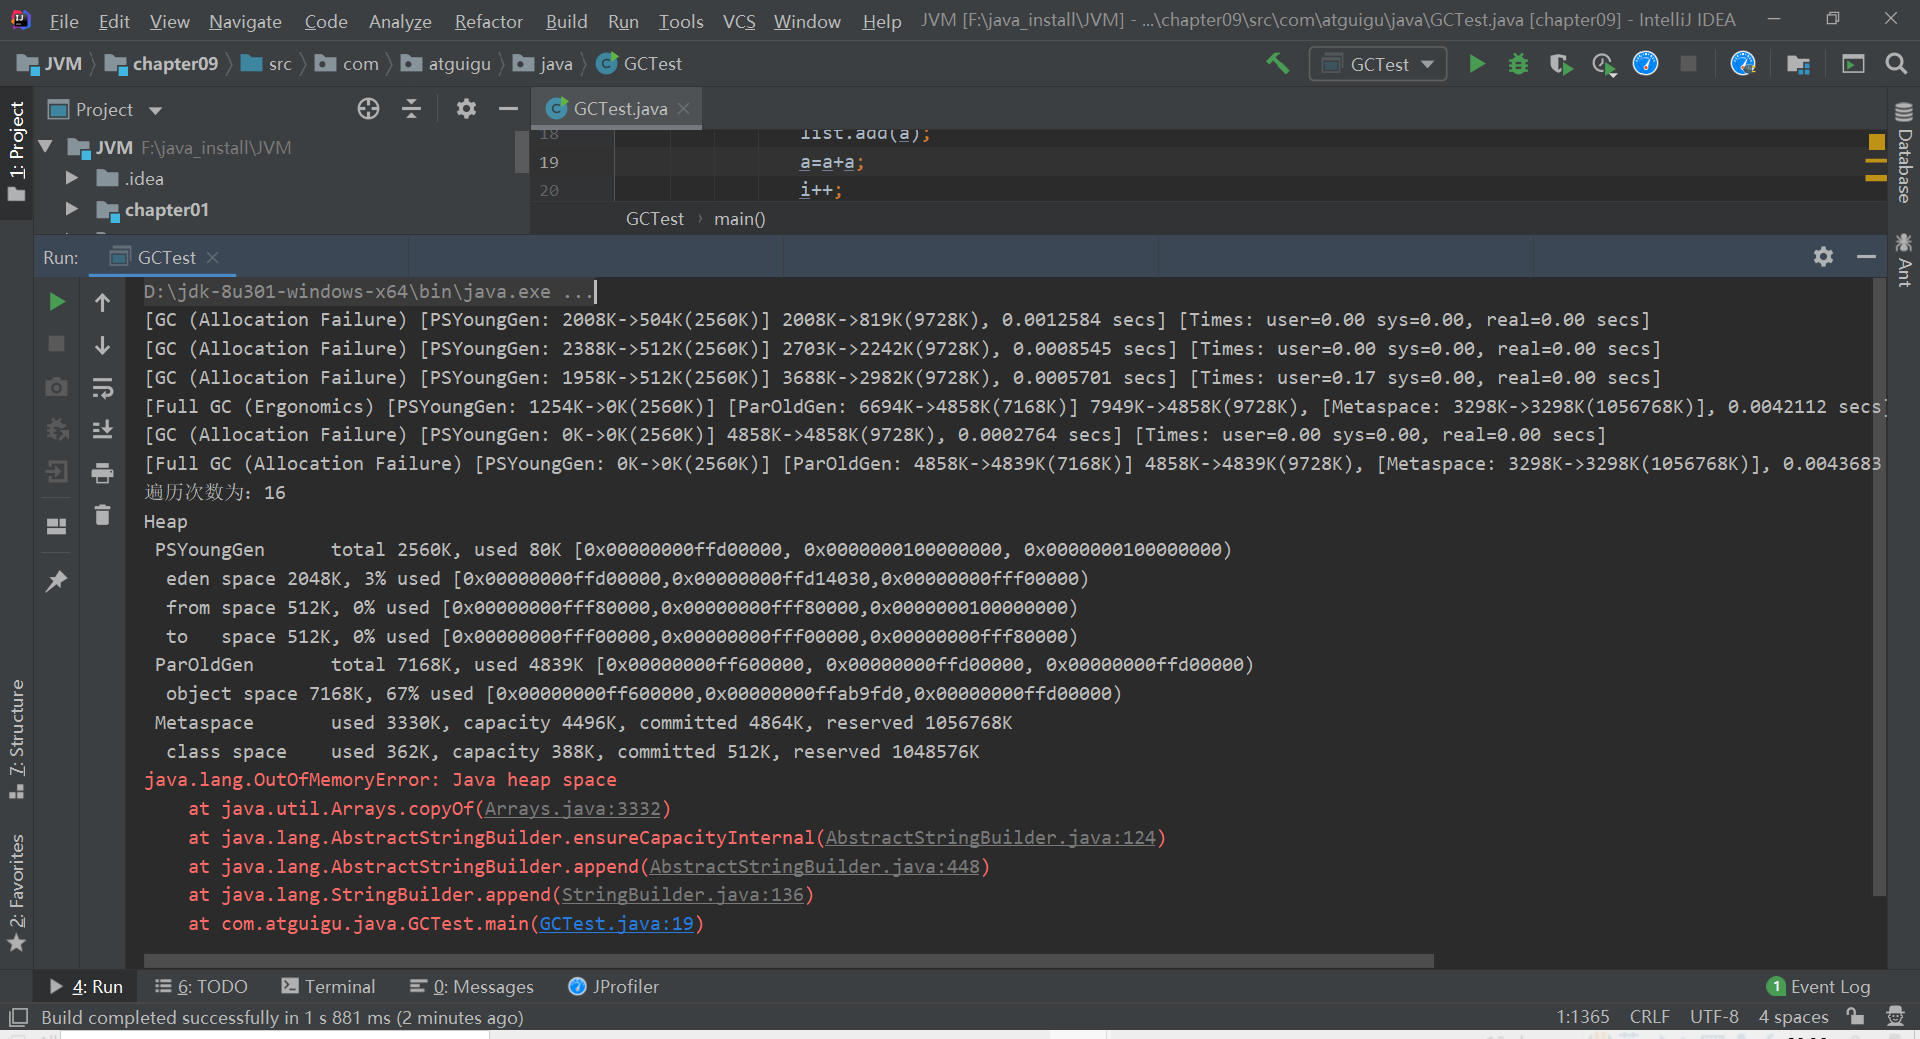 File Edit View Navigate Code Analyze Refactor Build Run Tools VCS Window Help JVM [F:\java_install\JVM] - ...\chapter09\src\com\atguigu\java\GCTest.java [chapter09] - IntelliJ IDEA
JVM chapter09 src com atguigu java GCTest GCTest
1: Project
Project
GCTest.java
JVM F:\java_install\JVM
.idea
chapter01
18 list.add(a);
19 a=a+a;
20 i++;
GCTest › main()
Database
Ant
Run: GCTest
D:\jdk-8u301-windows-x64\bin\java.exe ...
[GC (Allocation Failure) [PSYoungGen: 2008K->504K(2560K)] 2008K->819K(9728K), 0.0012584 secs] [Times: user=0.00 sys=0.00, real=0.00 secs]
[GC (Allocation Failure) [PSYoungGen: 2388K->512K(2560K)] 2703K->2242K(9728K), 0.0008545 secs] [Times: user=0.00 sys=0.00, real=0.00 secs]
[GC (Allocation Failure) [PSYoungGen: 1958K->512K(2560K)] 3688K->2982K(9728K), 0.0005701 secs] [Times: user=0.17 sys=0.00, real=0.00 secs]
[Full GC (Ergonomics) [PSYoungGen: 1254K->0K(2560K)] [ParOldGen: 6694K->4858K(7168K)] 7949K->4858K(9728K), [Metaspace: 3298K->3298K(1056768K)], 0.0042112 secs]
[GC (Allocation Failure) [PSYoungGen: 0K->0K(2560K)] 4858K->4858K(9728K), 0.0002764 secs] [Times: user=0.00 sys=0.00, real=0.00 secs]
[Full GC (Allocation Failure) [PSYoungGen: 0K->0K(2560K)] [ParOldGen: 4858K->4839K(7168K)] 4858K->4839K(9728K), [Metaspace: 3298K->3298K(1056768K)], 0.0043683
遍历次数为：16
Heap
PSYoungGen total 2560K, used 80K [0x00000000ffd00000, 0x0000000100000000, 0x0000000100000000)
eden space 2048K, 3% used [0x00000000ffd00000,0x00000000ffd14030,0x00000000fff00000)
from space 512K, 0% used [0x00000000fff80000,0x00000000fff80000,0x0000000100000000)
to space 512K, 0% used [0x00000000fff00000,0x00000000fff00000,0x00000000fff80000)
ParOldGen total 7168K, used 4839K [0x00000000ff600000, 0x00000000ffd00000, 0x00000000ffd00000)
object space 7168K, 67% used [0x00000000ff600000,0x00000000ffab9fd0,0x00000000ffd00000)
Metaspace used 3330K, capacity 4496K, committed 4864K, reserved 1056768K
class space used 362K, capacity 388K, committed 512K, reserved 1048576K
java.lang.OutOfMemoryError: Java heap space
at java.util.Arrays.copyOf(Arrays.java:3332)
at java.lang.AbstractStringBuilder.ensureCapacityInternal(AbstractStringBuilder.java:124)
at java.lang.AbstractStringBuilder.append(AbstractStringBuilder.java:448)
at java.lang.StringBuilder.append(StringBuilder.java:136)
at com.atguigu.java.GCTest.main(GCTest.java:19)
7: Structure
2: Favorites
4: Run 6: TODO Terminal 0: Messages JProfiler 1 Event Log
Build completed successfully in 1 s 881 ms (2 minutes ago) 1:1365 CRLF UTF-8 4 spaces